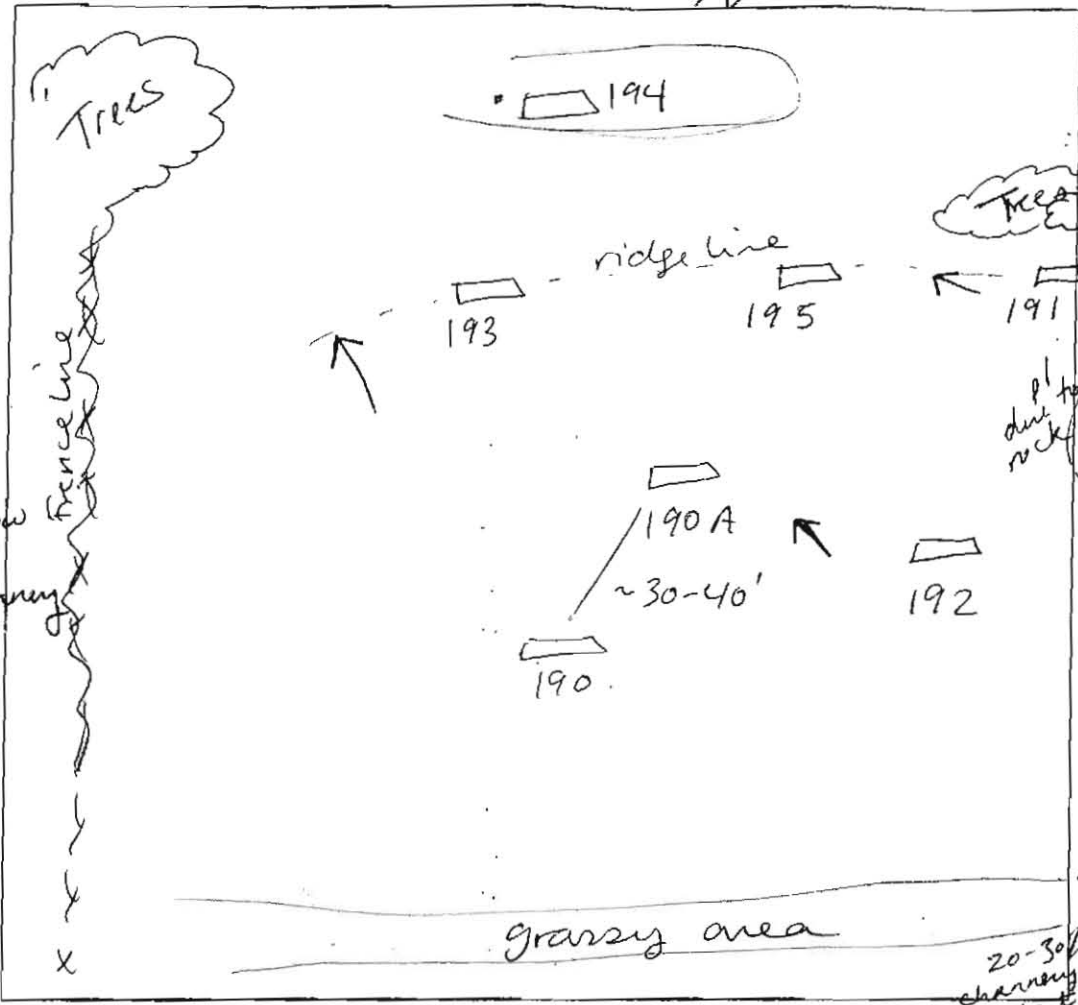 Trees
194
Trees
ridge line
193
195
191
Fence Line
rock
190A
~30-40'
192
190
grassy area
20-30